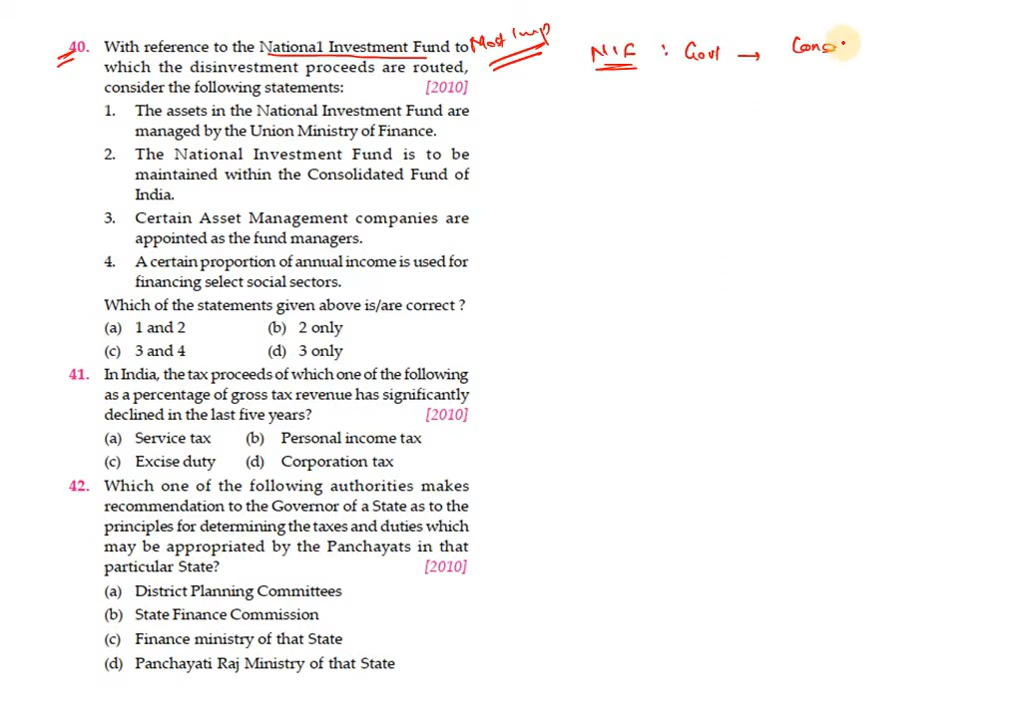 40. With reference to the National Investment Fund to
which the disinvestment proceeds are routed,
consider the following statements: [2010]
1. The assets in the National Investment Fund are
managed by the Union Ministry of Finance.
2. The National Investment Fund is to be
maintained within the Consolidated Fund of
India.
3. Certain Asset Management companies are
appointed as the fund managers.
4. A certain proportion of annual income is used for
financing select social sectors.
Which of the statements given above is/are correct ?
(a) 1 and 2 (b) 2 only
(c) 3 and 4 (d) 3 only
41. In India, the tax proceeds of which one of the following
as a percentage of gross tax revenue has significantly
declined in the last five years? [2010]
(a) Service tax (b) Personal income tax
(c) Excise duty (d) Corporation tax
42. Which one of the following authorities makes
recommendation to the Governor of a State as to the
principles for determining the taxes and duties which
may be appropriated by the Panchayats in that
particular State? [2010]
(a) District Planning Committees
(b) State Finance Commission
(c) Finance ministry of that State
(d) Panchayati Raj Ministry of that State
Most Imp
NIF : Govt → Cons